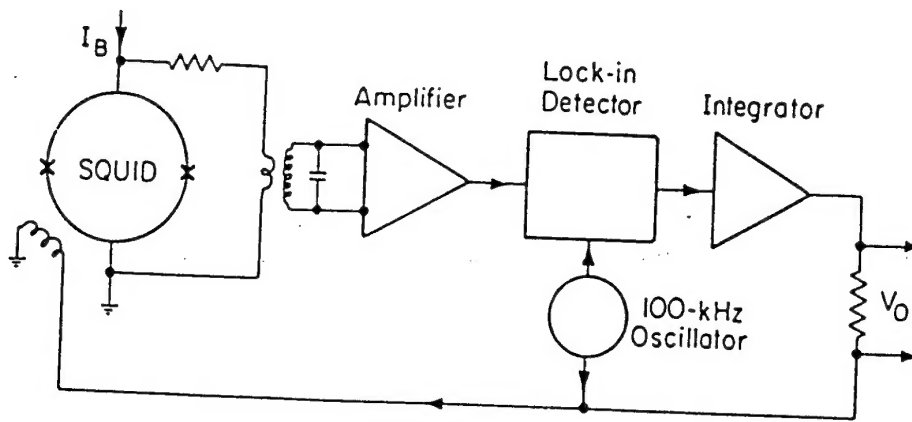 I_B
SQUID
Amplifier
Lock-in
Detector
Integrator
100-kHz
Oscillator
V_O